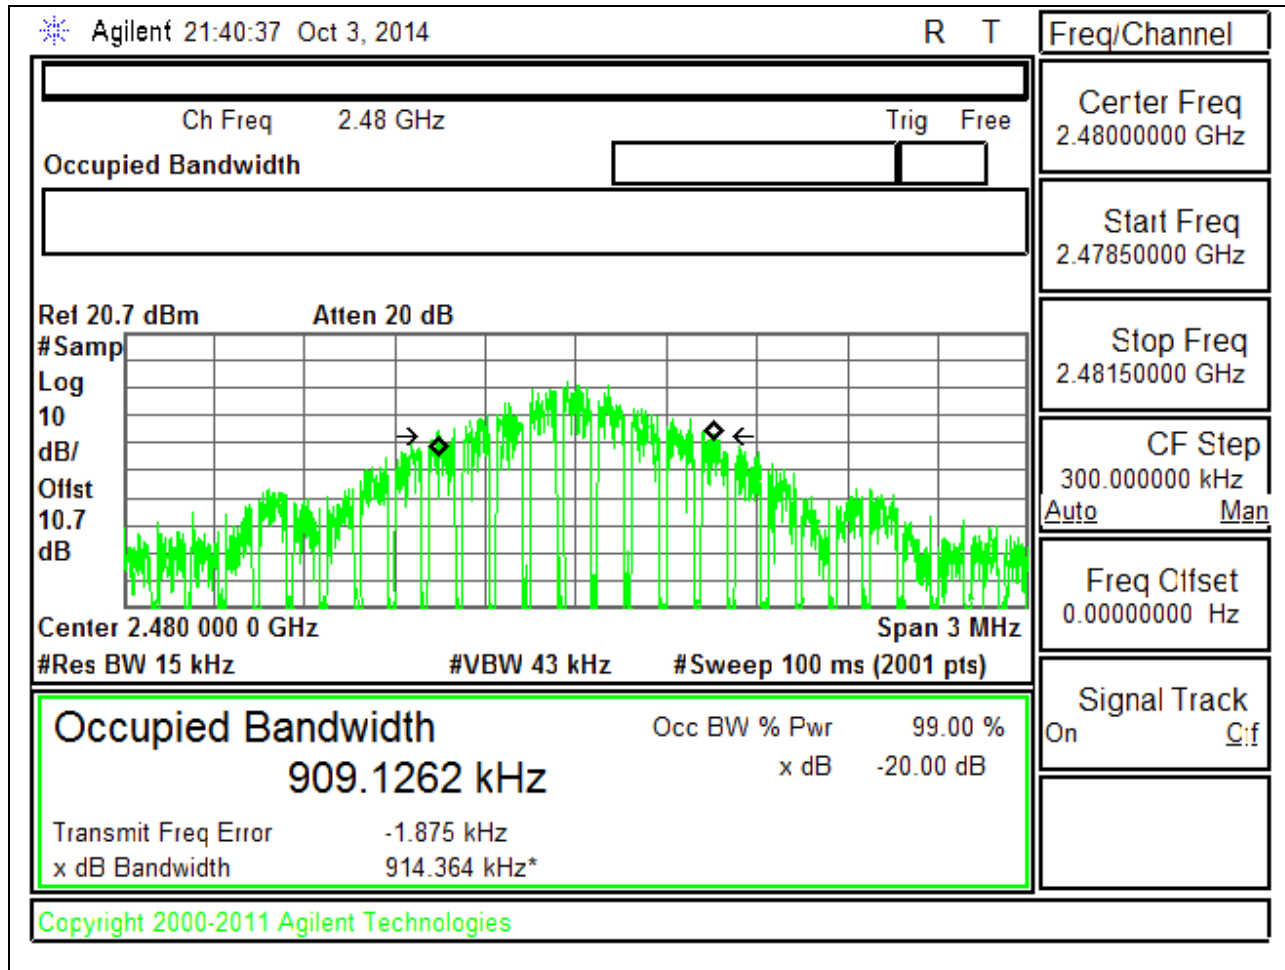 Agilent 21:40:37 Oct 3, 2014 R T
Freq/Channel
Ch Freq 2.48 GHz Trig Free
Occupied Bandwidth
Center Freq
2.48000000 GHz
Start Freq
2.47850000 GHz
Stop Freq
2.48150000 GHz
CF Step
300.000000 kHz
Auto Man
Freq Offset
0.00000000 Hz
Signal Track
On Off
Ref 20.7 dBm Atten 20 dB
#Samp
Log
10
dB/
Offst
10.7
dB
Center 2.480 000 0 GHz Span 3 MHz
#Res BW 15 kHz #VBW 43 kHz #Sweep 100 ms (2001 pts)
Occupied Bandwidth
909.1262 kHz
Occ BW % Pwr 99.00 %
x dB -20.00 dB
Transmit Freq Error -1.875 kHz
x dB Bandwidth 914.364 kHz*
Copyright 2000-2011 Agilent Technologies